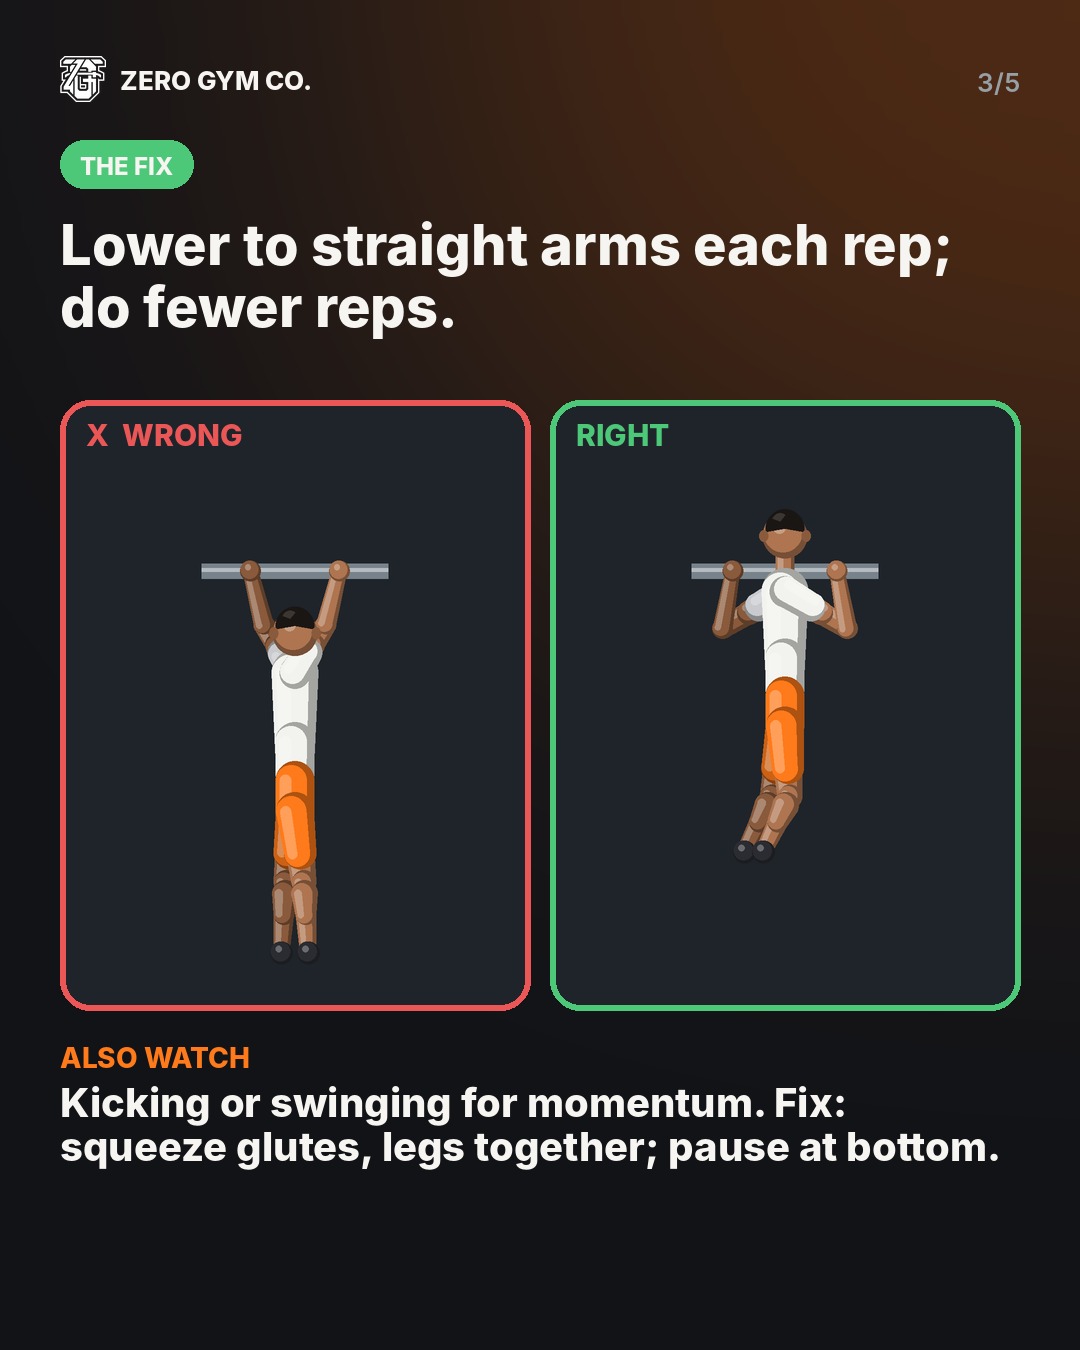 ZERO GYM CO.
3/5
THE FIX
Lower to straight arms each rep;
do fewer reps.
X WRONG
RIGHT
ALSO WATCH
Kicking or swinging for momentum. Fix:
squeeze glutes, legs together; pause at bottom.